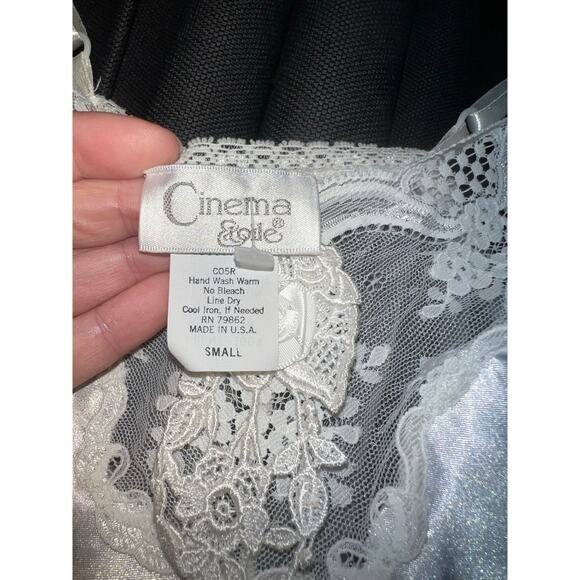 Cinema
Etoile®
C05R
Hand Wash Warm
No Bleach
Line Dry
Cool Iron, If Needed
RN 79862
MADE IN U.S.A.
SMALL